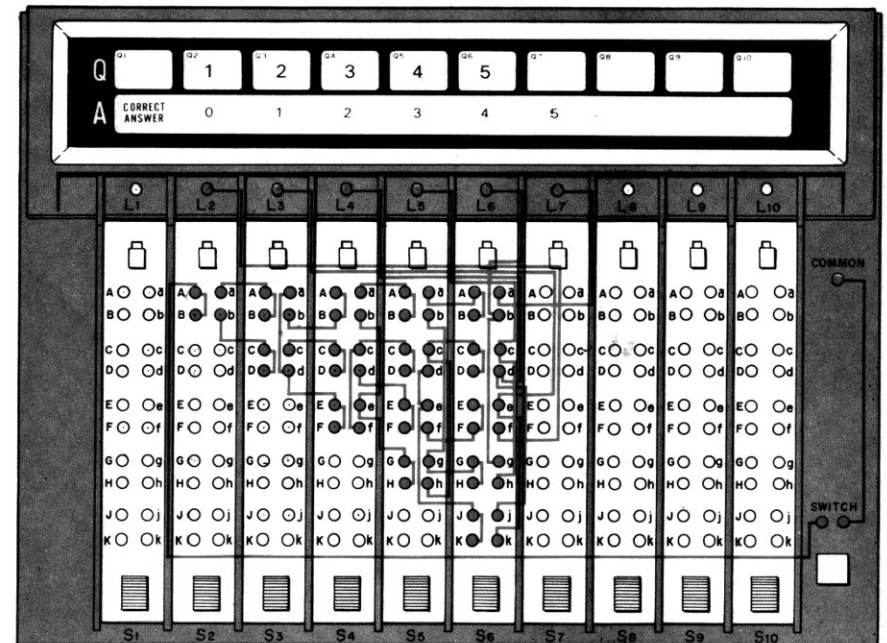 Q1 Q2 Q3 Q4 Q5 Q6 Q7 Q8 Q9 Q10
Q 1 2 3 4 5
A CORRECT ANSWER 0 1 2 3 4 5
L1 L2 L3 L4 L5 L6 L7 L8 L9 L10
COMMON
A a A a A a A a A a A a A a A a A a A a
B b B b B b B b B b B b B b B b B b B b
C c C c C c C c C c C c C c C c C c C c
D d D d D d D d D d D d D d D d D d D d
E e E e E e E e E e E e E e E e E e E e
F f F f F f F f F f F f F f F f F f F f
G g G g G g G g G g G g G g G g G g G g
H h H h H h H h H h H h H h H h H h H h
SWITCH
J j J j J j J j J j J j J j J j J j J j
K k K k K k K k K k K k K k K k K k K k
S1 S2 S3 S4 S5 S6 S7 S8 S9 S10